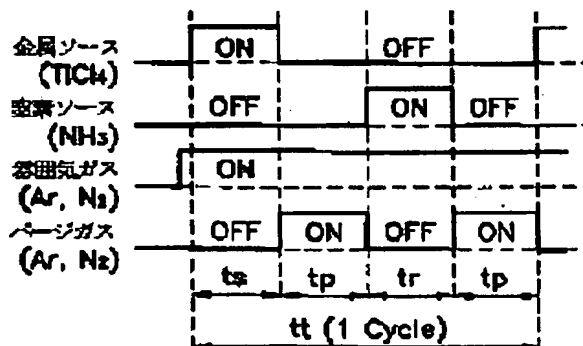 金属ソース
ON
OFF
(TiCl4)
窒素ソース
OFF
ON
OFF
(NH3)
雰囲気ガス
ON
(Ar, N2)
パージガス
OFF
ON
OFF
ON
(Ar, N2)
ts
tp
tr
tp
tt (1 Cycle)